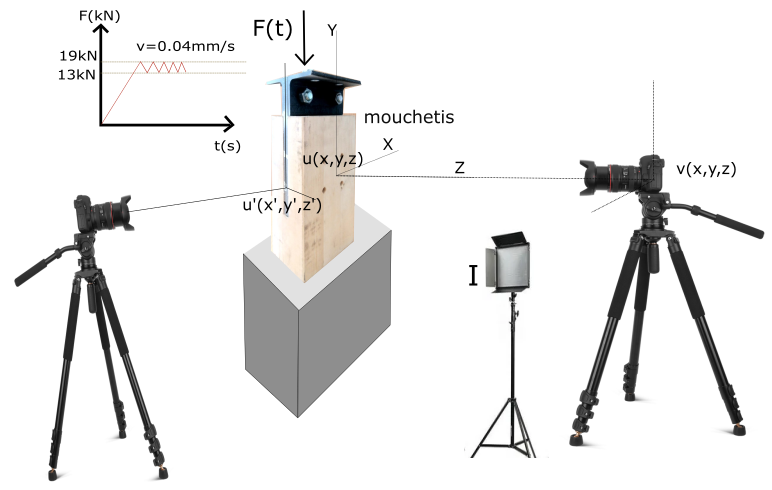 F(kN)
v=0.04mm/s
19kN
13kN
t(s)
F(t)
Y
mouchetis
X
u(x,y,z)
Z
v(x,y,z)
u'(x',y',z')
I